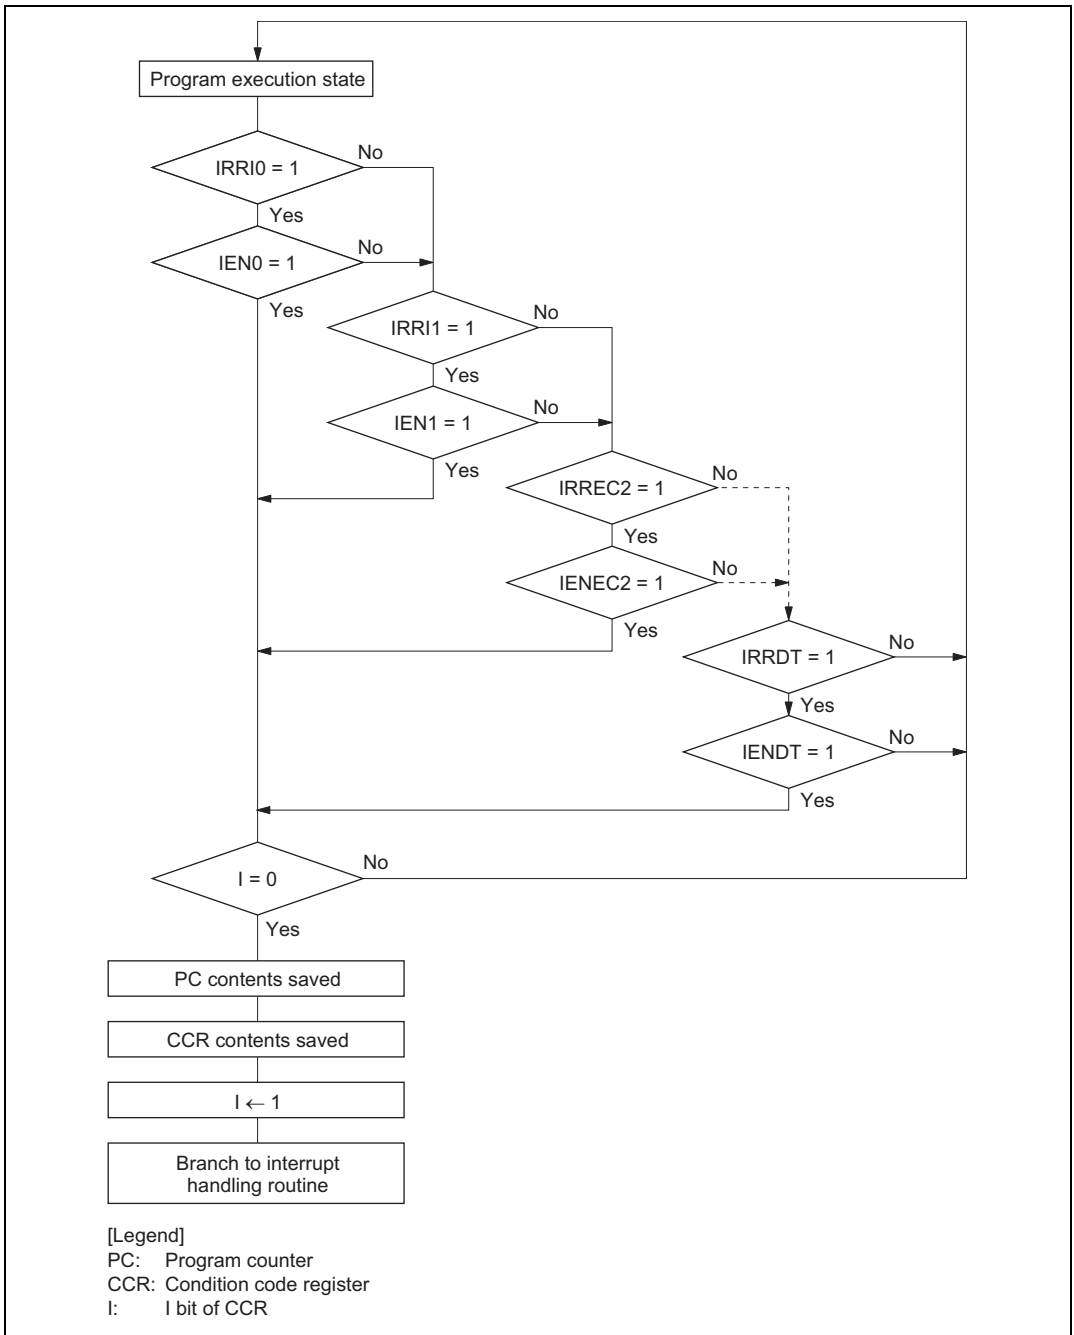 Program execution state
IRRI0 = 1
No
Yes
IEN0 = 1
No
Yes
IRRI1 = 1
No
Yes
IEN1 = 1
No
Yes
IRREC2 = 1
No
Yes
IENEC2 = 1
No
Yes
IRRDT = 1
No
Yes
IENDT = 1
No
Yes
I = 0
No
Yes
PC contents saved
CCR contents saved
I ← 1
Branch to interrupt
handling routine
[Legend]
PC: Program counter
CCR: Condition code register
I: I bit of CCR